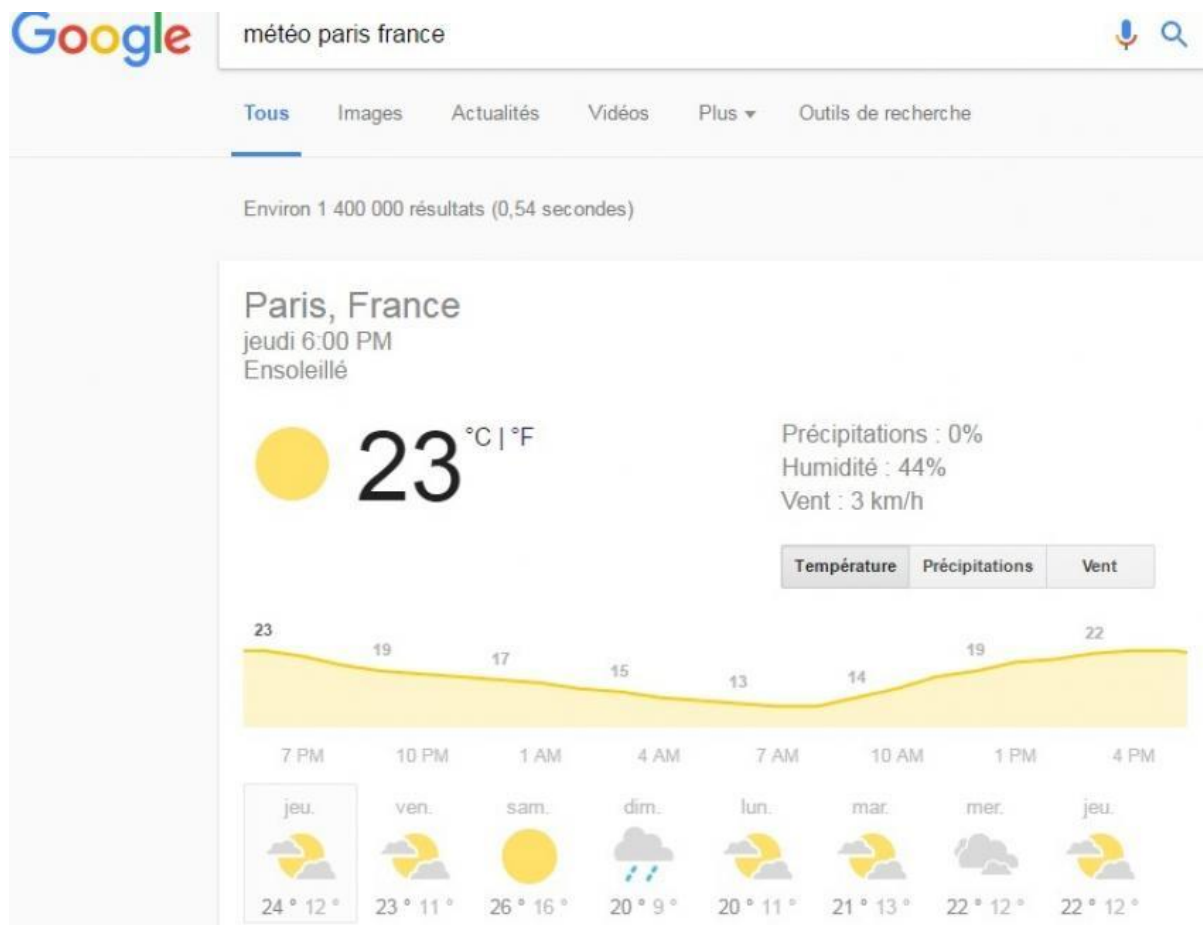 Google
météo paris france
Tous Images Actualités Vidéos Plus Outils de recherche
Environ 1 400 000 résultats (0,54 secondes)
Paris, France
jeudi 6:00 PM
Ensoleillé
23 °C | °F
Précipitations : 0%
Humidité : 44%
Vent : 3 km/h
Température Précipitations Vent
23 19 17 15 13 14 19 22
7 PM 10 PM 1 AM 4 AM 7 AM 10 AM 1 PM 4 PM
jeu. ven. sam. dim. lun. mar. mer. jeu.
24 ° 12 ° 23 ° 11 ° 26 ° 16 ° 20 ° 9 ° 20 ° 11 ° 21 ° 13 ° 22 ° 12 ° 22 ° 12 °